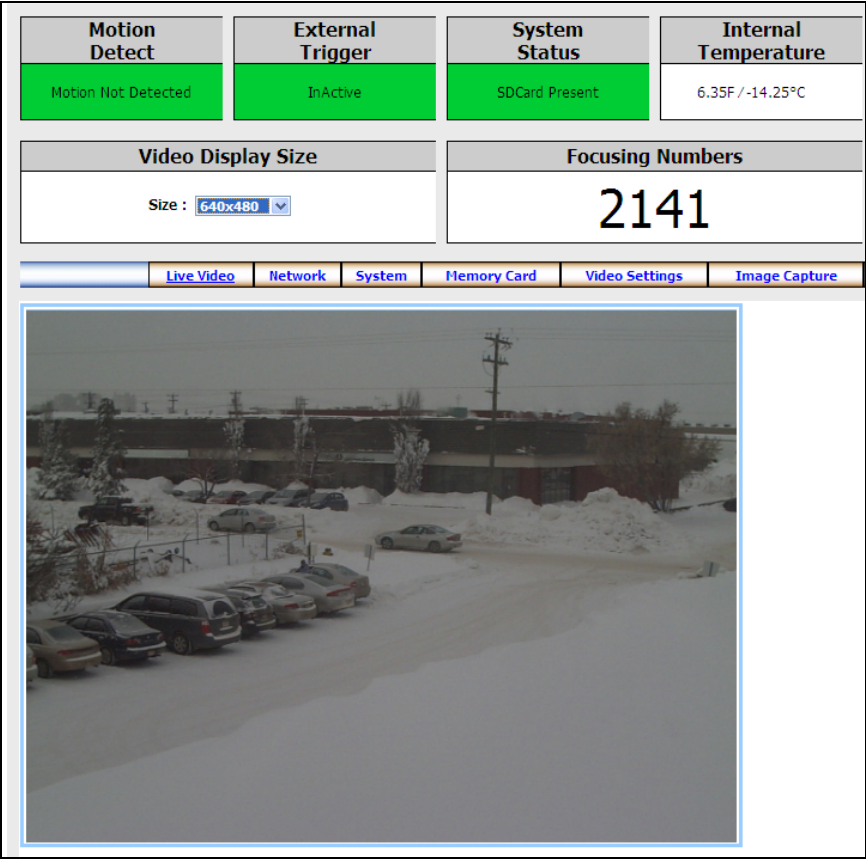 Motion
Detect
External
Trigger
System
Status
Internal
Temperature
Motion Not Detected
InActive
SDCard Present
6.35F / -14.25°C
Video Display Size
Focusing Numbers
Size : 640x480
2141
Live Video Network System Memory Card Video Settings Image Capture